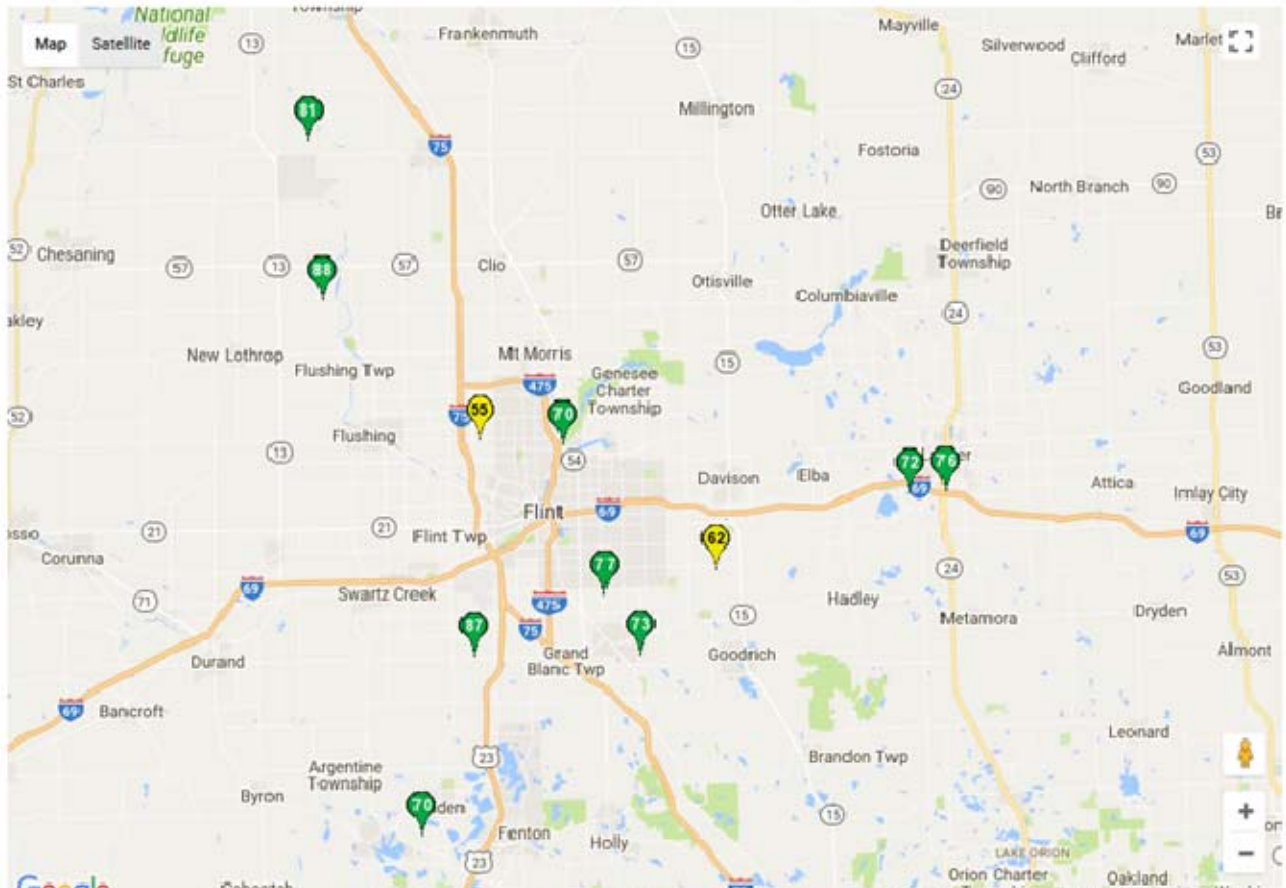 Township
National
Map
Satellite
13
Frankenmuth
15
Mayville
Silverwood
Clifford
St Charles
24
Millington
81
75
Fostoria
53
90
North Branch
90
Otter Lake
52
Chesaning
57
13
57
Clio
57
Deerfield
Township
88
Otisville
Columbiaville
24
New Lothrop
Flushing Twp
Mt Morris
15
53
475
Genesee
Charter
Township
Goodland
52
75
55
70
Flushing
13
54
72
76
Davison
Elba
69
Attica
Imlay City
Flint
69
21
21
Flint Twp
69
Corunna
62
77
69
Swartz Creek
24
53
71
475
Hadley
Metamora
Dryden
87
75
73
15
Durand
Grand
Blanc Twp
Goodrich
Almont
69
Bancroft
Leonard
23
Brandon Twp
Argentine
Township
Byron
70
Fenton
Holly
15
23
LAKE ORION
Orion Charter
Oakland